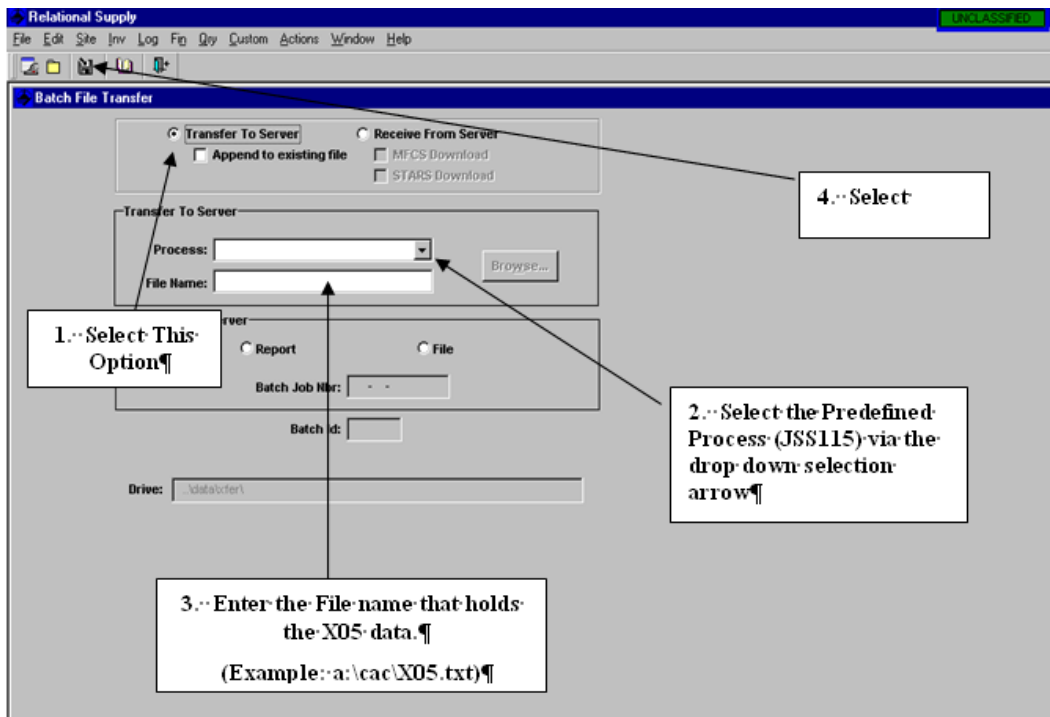 Relational Supply
UNCLASSIFIED
File Edit Site Inv Log Fin Qry Custom Actions Window Help
Batch File Transfer
Transfer To Server
Receive From Server
Append to existing file
MFCS Download
STARS Download
4. Select
Transfer To Server
Process:
Browse...
File Name:
1. Select This
Option¶
rver
Report
File
Batch Job Nbr: - -
2. Select the Predefined
Process (JSS115) via the
drop down selection
arrow¶
Batch Id:
Drive: ..\data\xfer\
3. Enter the File name that holds
the X05 data.¶
(Example: a:\cac\X05.txt)¶